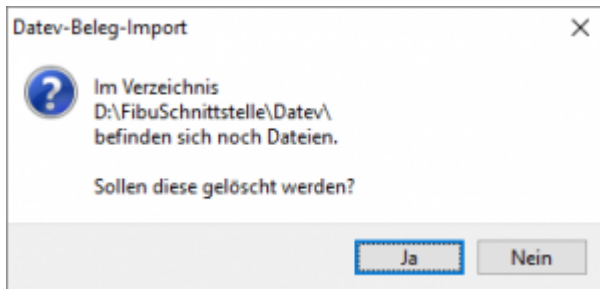 Datev-Beleg-Import
Im Verzeichnis
D:\FibuSchnittstelle\Datev\
befinden sich noch Dateien.
Sollen diese gelöscht werden?
Ja
Nein